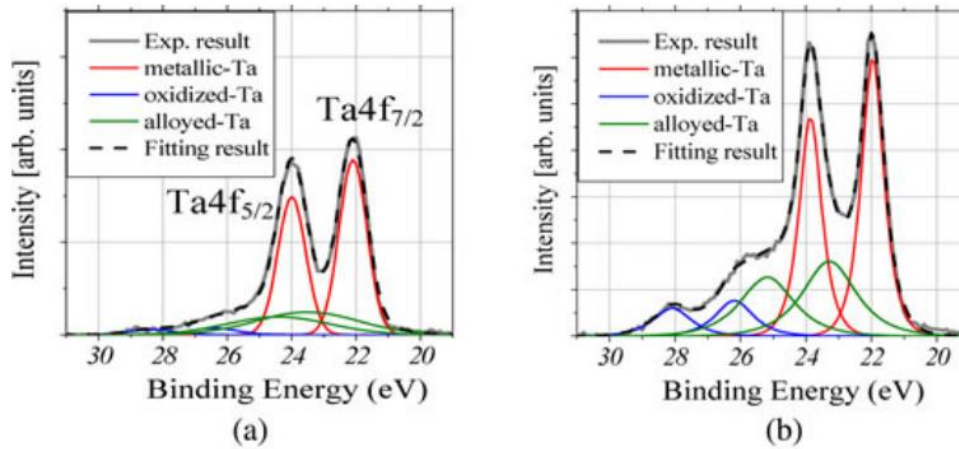 Exp. result
metallic-Ta
oxidized-Ta
alloyed-Ta
Fitting result
Ta4f7/2
Ta4f5/2
Intensity [arb. units]
30 28 26 24 22 20
Binding Energy (eV)
(a)
Exp. result
metallic-Ta
oxidized-Ta
alloyed-Ta
Fitting result
Intensity [arb. units]
30 28 26 24 22 20
Binding Energy (eV)
(b)